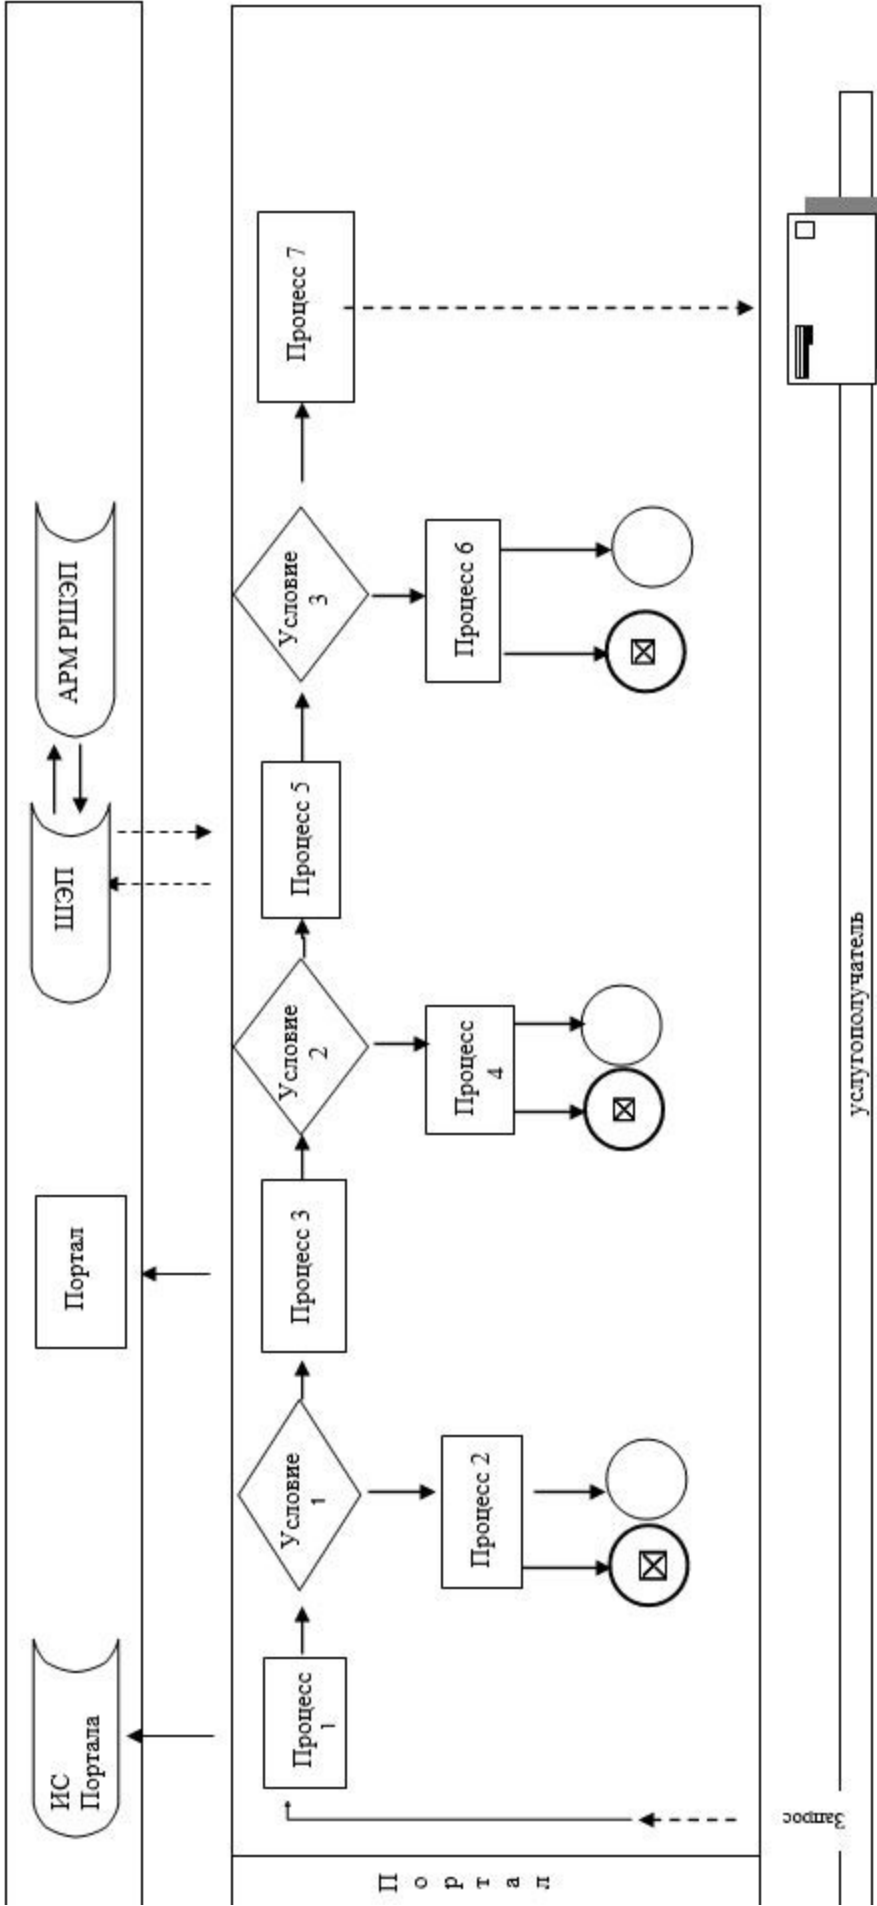 ИС
Портала
Портал
ШЭП
АРМ РШЭП
П о р т а л
Процесс
1
Условие
1
Процесс 3
Условие
2
Процесс 5
Условие
3
Процесс 7
Процесс 2
Процесс
4
Процесс 6
Запрос
услугополучатель